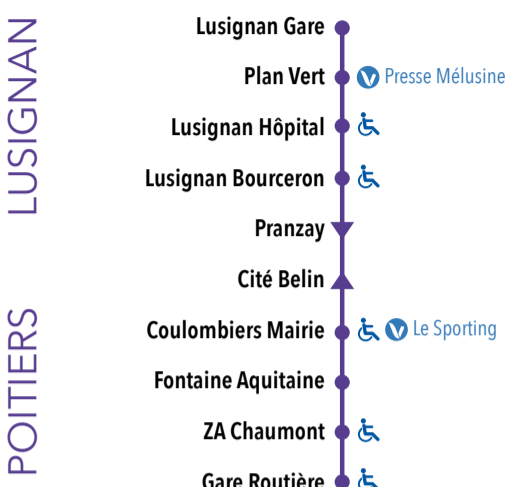 LUSIGNAN
POITIERS
Lusignan Gare
Plan Vert V Presse Mélusine
Lusignan Hôpital
Lusignan Bourceron
Pranzay
Cité Belin
Coulombiers Mairie V Le Sporting
Fontaine Aquitaine
ZA Chaumont
Gare Routière